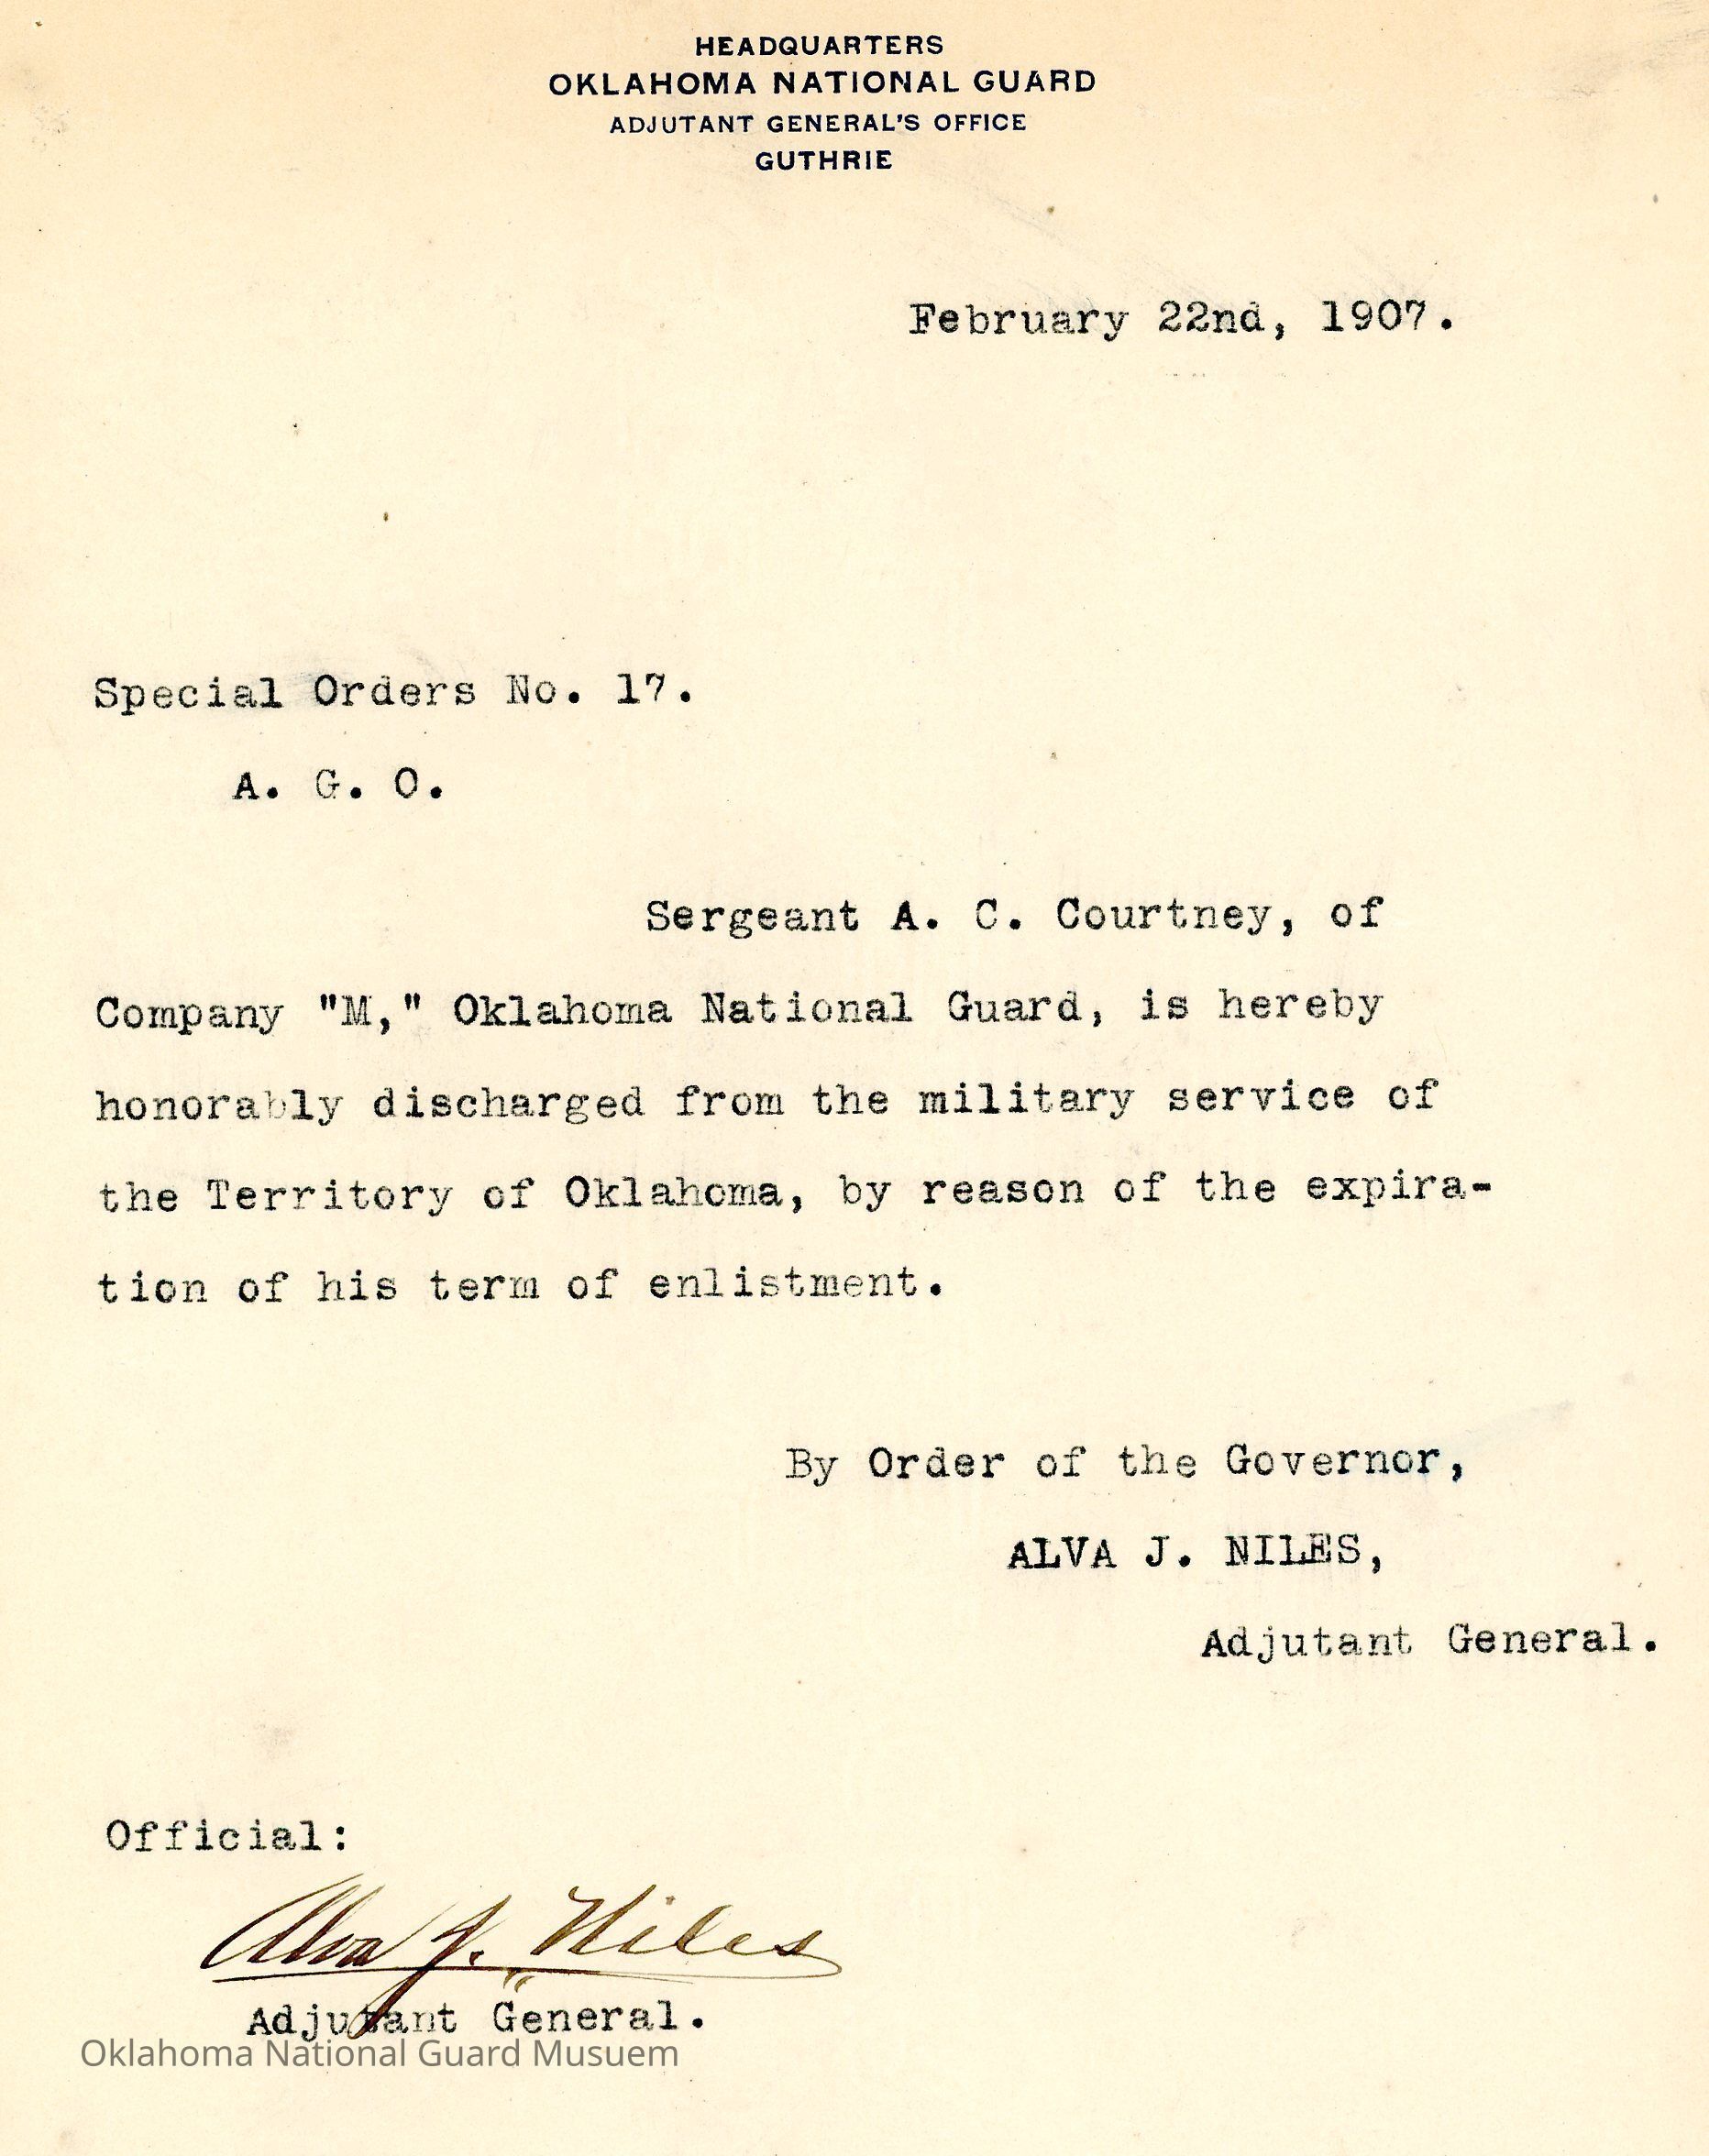 HEADQUARTERS
OKLAHOMA NATIONAL GUARD
ADJUTANT GENERAL'S OFFICE
GUTHRIE
February 22nd, 1907.
Special Orders No. 17.
A. G. O.
Sergeant A. C. Courtney, of
Company "M," Oklahoma National Guard, is hereby
honorably discharged from the military service of
the Territory of Oklahoma, by reason of the expira-
tion of his term of enlistment.
By Order of the Governor,
ALVA J. NILES,
Adjutant General.
Official:
Alva J. Niles
Adjutant General.
Oklahoma National Guard Musuem